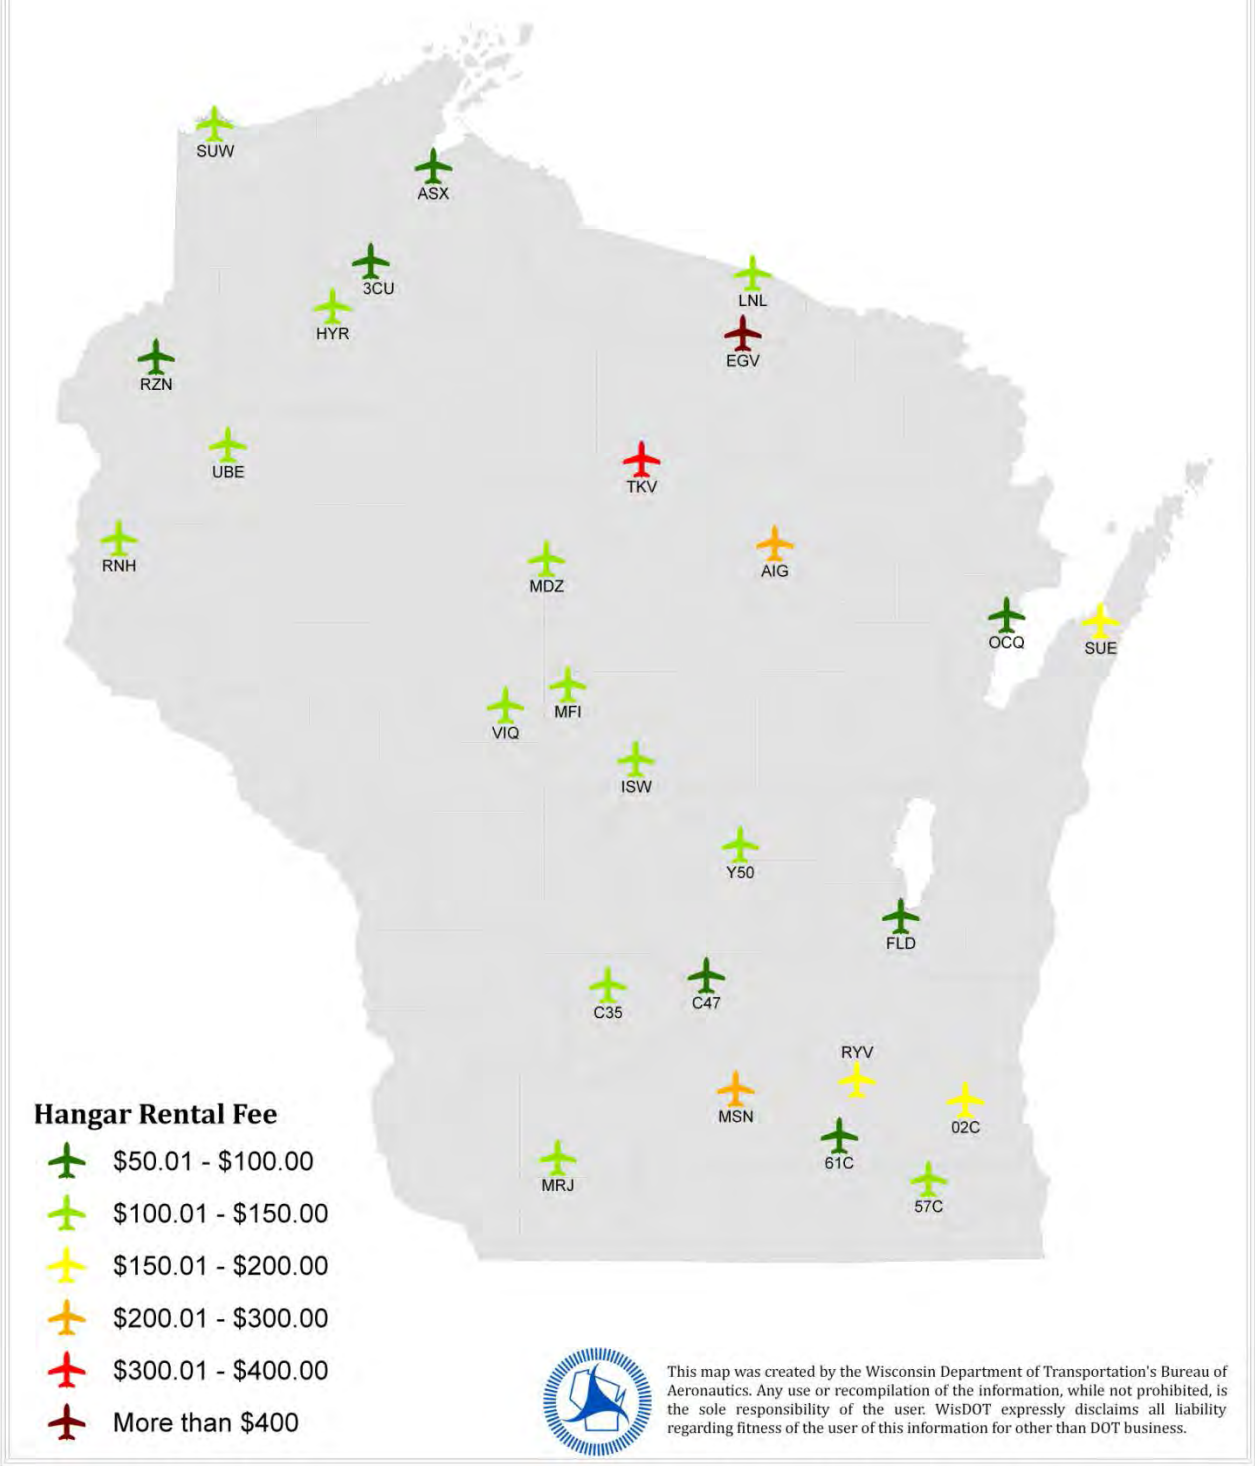 SUW
ASX
3CU
LNL
HYR
EGV
RZN
UBE
TKV
RNH
MDZ
AIG
OCQ
SUE
MFI
VIQ
ISW
Y50
FLD
C47
C35
RYV
MSN
02C
61C
MRJ
57C
Hangar Rental Fee
$50.01 - $100.00
$100.01 - $150.00
$150.01 - $200.00
$200.01 - $300.00
$300.01 - $400.00
More than $400
This map was created by the Wisconsin Department of Transportation's Bureau of
Aeronautics. Any use or recompilation of the information, while not prohibited, is
the sole responsibility of the user. WisDOT expressly disclaims all liability
regarding fitness of the user of this information for other than DOT business.